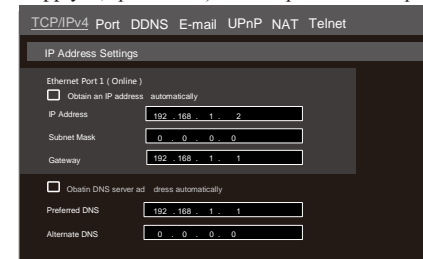 TCP/IPv4 Port DDNS E-mail UPnP NAT Telnet
IP Address Settings
Ethernet Port 1 ( Online )
Obtain an IP address automatically
IP Address 192 . 168 . 1 . 2
Subnet Mask 0 . 0 . 0 . 0
Gateway 192 . 168 . 1 . 1
Obatin DNS server ad dress automatically
Preferred DNS 192 . 168 . 1 . 1
Alternate DNS 0 . 0 . 0 . 0